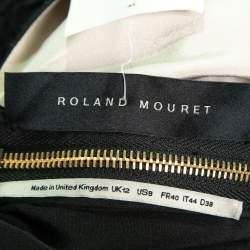 ROLAND MOURET
Made in United Kingdom UK12 US8 FR40 IT44 D38